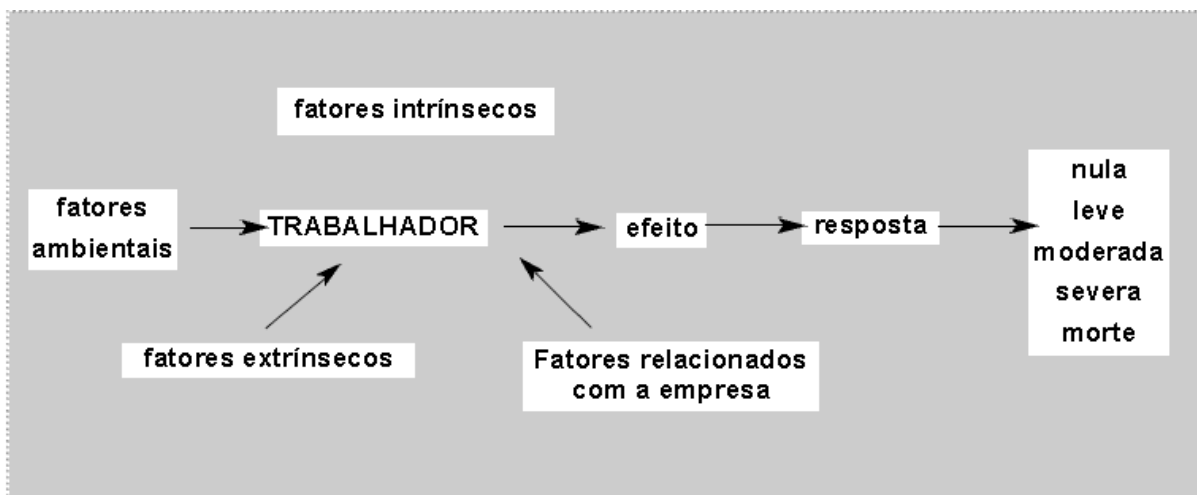 fatores intrínsecos
fatores
ambientais
TRABALHADOR
efeito
resposta
nula
leve
moderada
severa
morte
fatores extrínsecos
Fatores relacionados
com a empresa